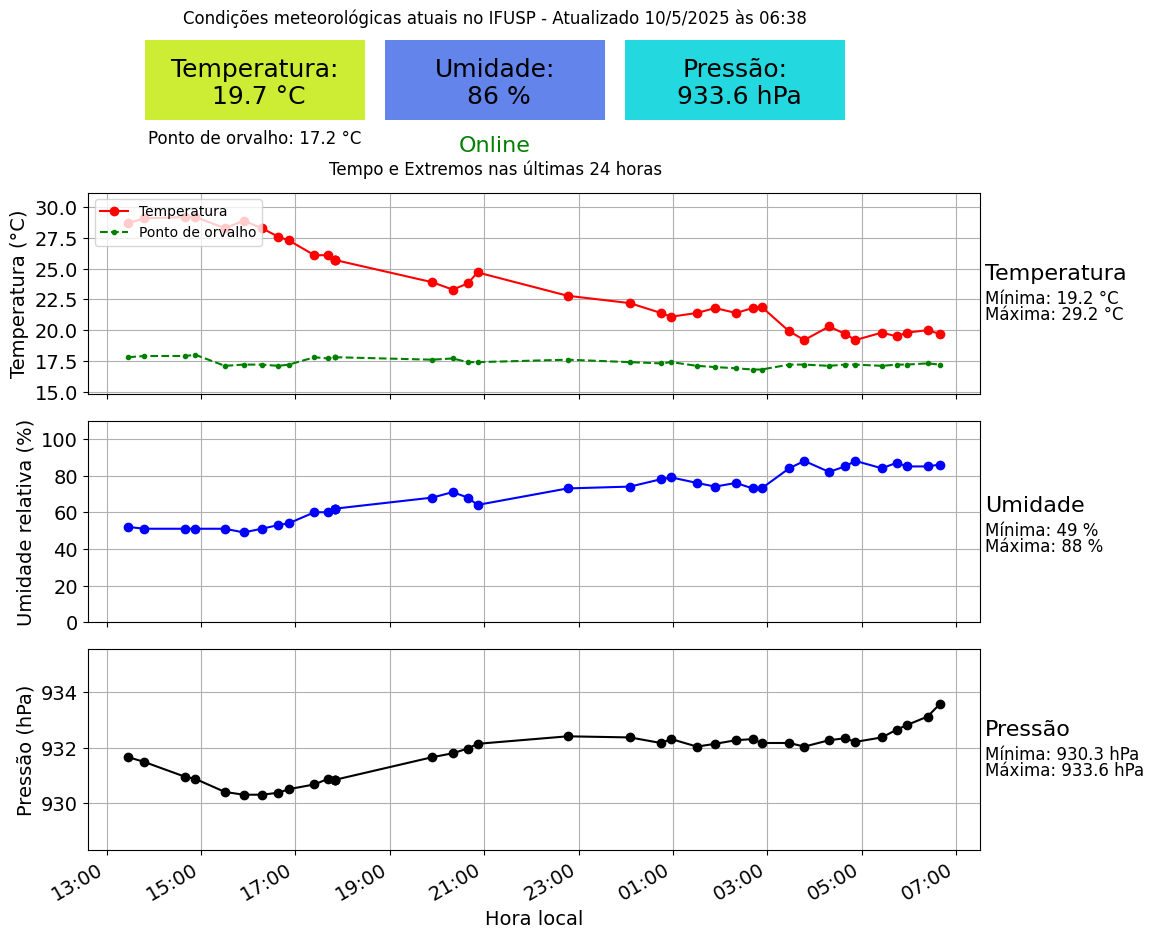 Condições meteorológicas atuais no IFUSP - Atualizado 10/5/2025 às 06:38
Temperatura:
19.7 °C
Umidade:
86 %
Pressão:
933.6 hPa
Ponto de orvalho: 17.2 °C
Online
Tempo e Extremos nas últimas 24 horas
Temperatura (°C)
30.0
27.5
25.0
22.5
20.0
17.5
15.0
Temperatura
Ponto de orvalho
Temperatura
Mínima: 19.2 °C
Máxima: 29.2 °C
Umidade relativa (%)
100
80
60
40
20
0
Umidade
Mínima: 49 %
Máxima: 88 %
Pressão (hPa)
934
932
930
Pressão
Mínima: 930.3 hPa
Máxima: 933.6 hPa
13:00
15:00
17:00
19:00
21:00
23:00
01:00
03:00
05:00
07:00
Hora local